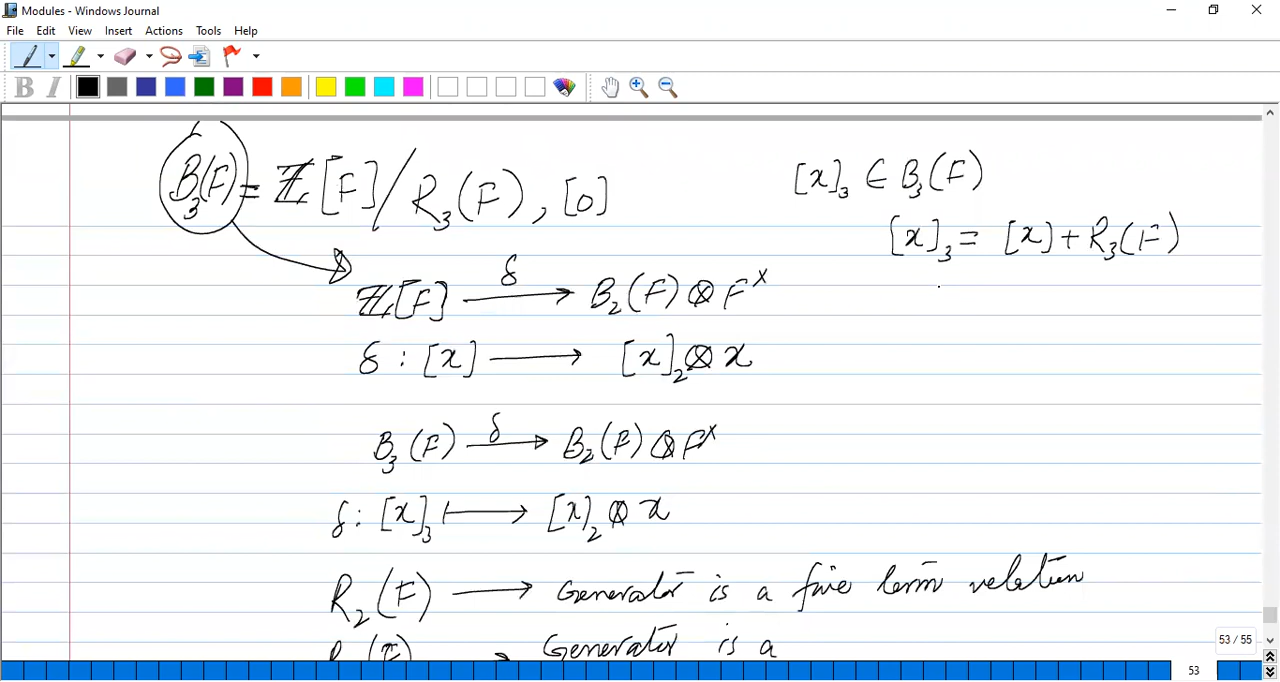 Modules - Windows Journal
File Edit View Insert Actions Tools Help
B I
B₃(F) = ℤ[F]/R₃(F), [0]
[x]₃ ∈ B₃(F)
[x]₃ = [x] + R₃(F)
ℤ[F] —δ→ B₂(F) ⊗ F^×
δ : [x] → [x]₂ ⊗ x
B₃(F) —δ→ B₂(F) ⊗ F^×
δ : [x]₃ ↦ [x]₂ ⊗ x
R₂(F) → Generator is a five term relation
Generator is a
53 / 55
53